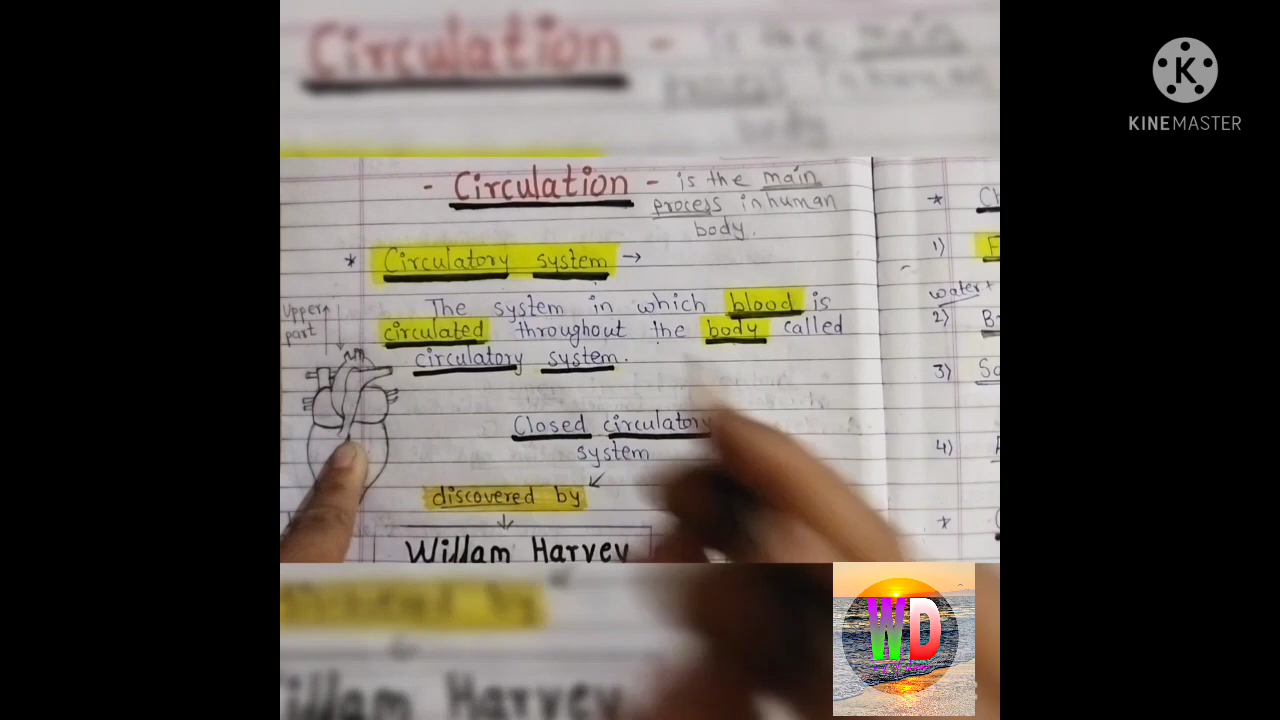 Circulation - is the main
process in human
body.
* Circulatory system →
Upper part
The system in which blood is
circulated throughout the body called
circulatory system.
Closed circulatory
system
discovered by
Willam Harvey
*
1)
water +
2)
3)
4)
*
KINEMASTER
WD